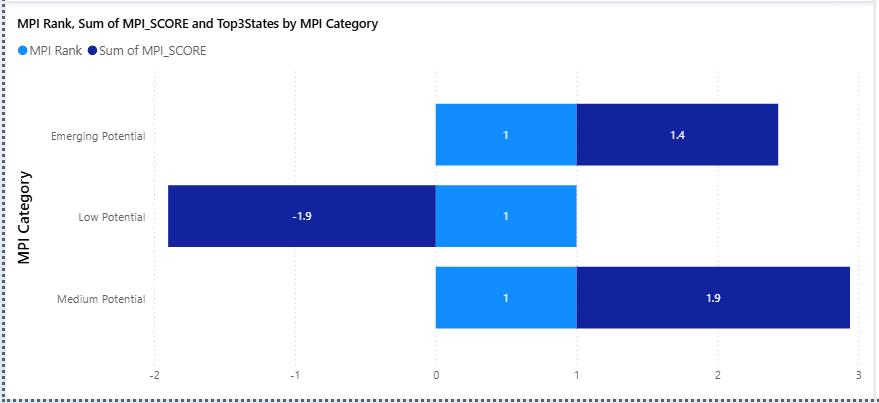 MPI Rank, Sum of MPI_SCORE and Top3States by MPI Category
MPI Rank Sum of MPI_SCORE
MPI Category
Emerging Potential 1 1.4
Low Potential -1.9 1
Medium Potential 1 1.9
-2 -1 0 1 2 3